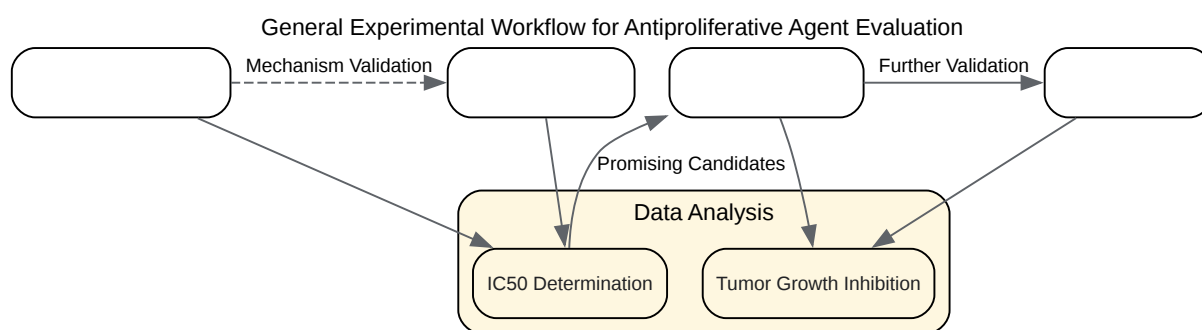 General Experimental Workflow for Antiproliferative Agent Evaluation
Mechanism Validation
Further Validation
Promising Candidates
Data Analysis
IC50 Determination
Tumor Growth Inhibition